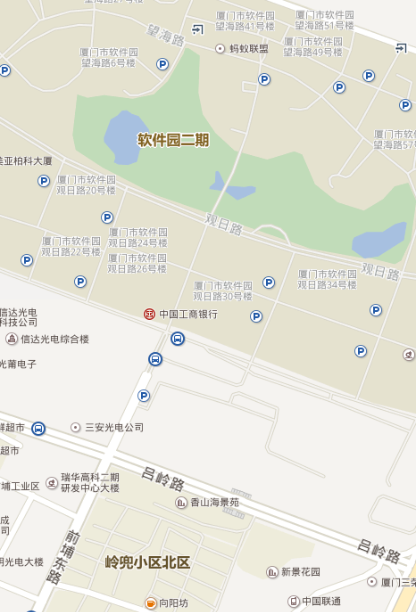 望海路
厦门市软件园
望海路41号楼
厦门市软件园
望海路51号楼
厦门市软件园
望海路6号楼
蚂蚁联盟
厦门市软件园
望海路49号楼
软件园二期
厦门市软件园
望海路57号
美亚柏科大厦
厦门市软件园
观日路20号楼
观日路
厦门市软件园
观日路22号楼
厦门市软件园
观日路24号楼
厦门市软件园
观日路26号楼
观日路
厦门市软件园
观日路30号楼
厦门市软件园
观日路34号楼
信达光电
科技公司
中国工商银行
信达光电综合楼
光莆电子
三安光电公司
群超市
超市
吕岭路
埔工业区
瑞华高科二期
研发中心大楼
香山海景苑
前埔东路
成
司
吕岭路
明光电大楼
岭兜小区北区
新景花园
厦门三荣
向阳坊
中国联通